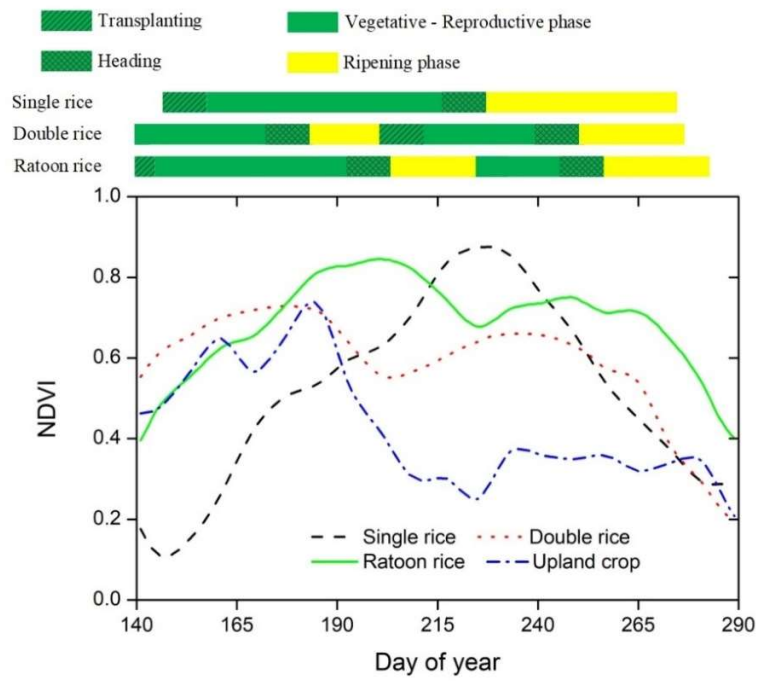 Transplanting Vegetative - Reproductive phase
Heading Ripening phase
Single rice
Double rice
Ratoon rice
1.0
0.8
0.6
0.4
0.2
0.0
NDVI
Single rice Double rice
Ratoon rice Upland crop
140 165 190 215 240 265 290
Day of year